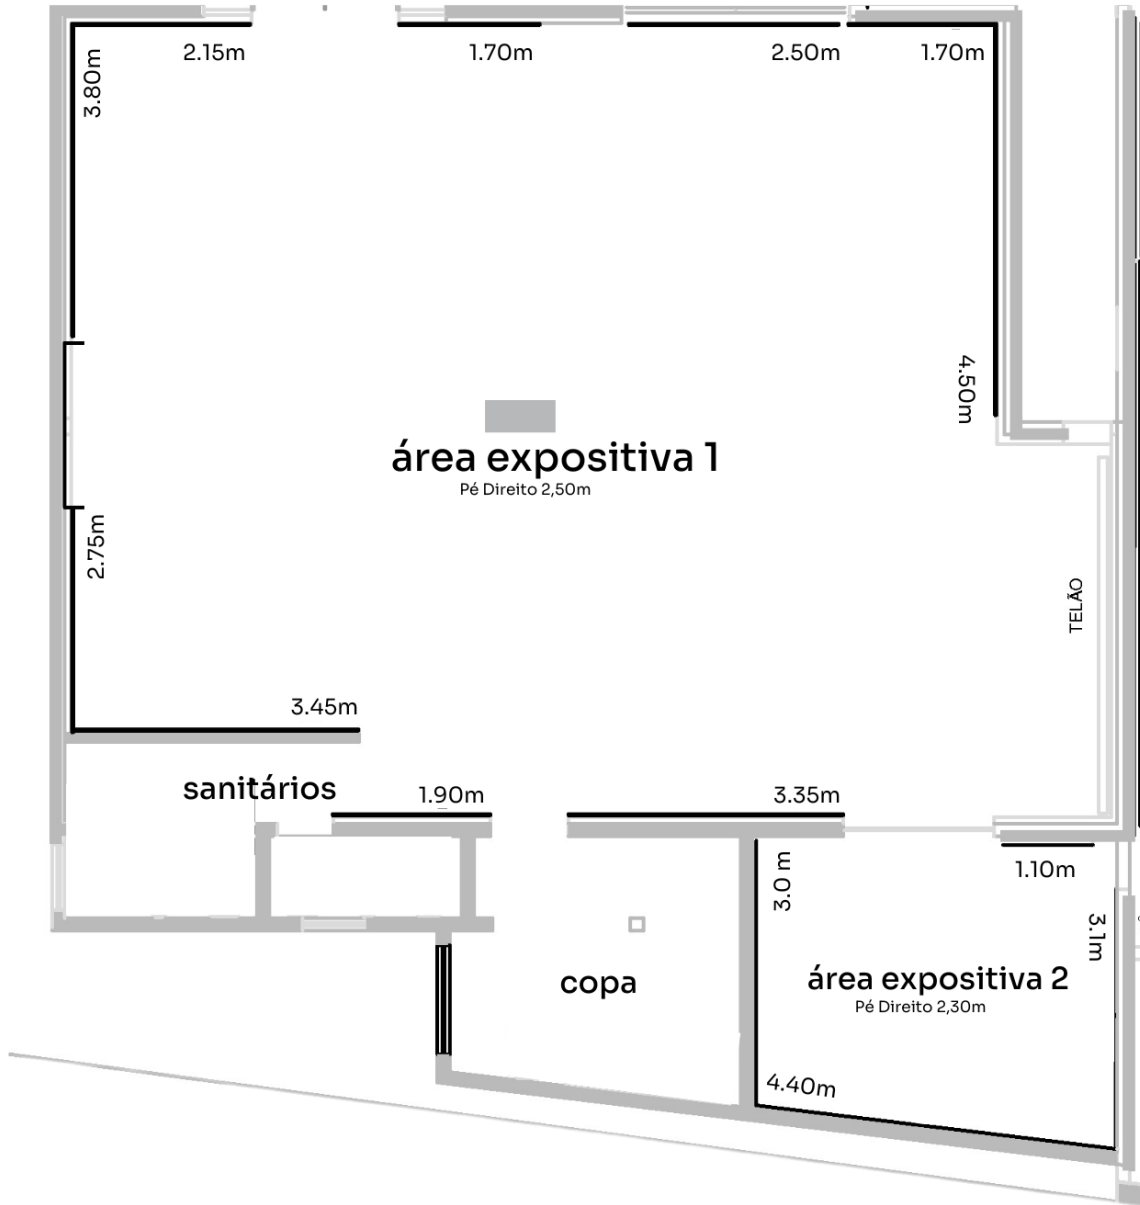 2.15m
1.70m
2.50m
1.70m
3.80m
4.50m
área expositiva 1
Pé Direito 2,50m
2.75m
TELÃO
3.45m
sanitários
1.90m
3.35m
3.0 m
1.10m
3.1m
copa
área expositiva 2
Pé Direito 2,30m
4.40m